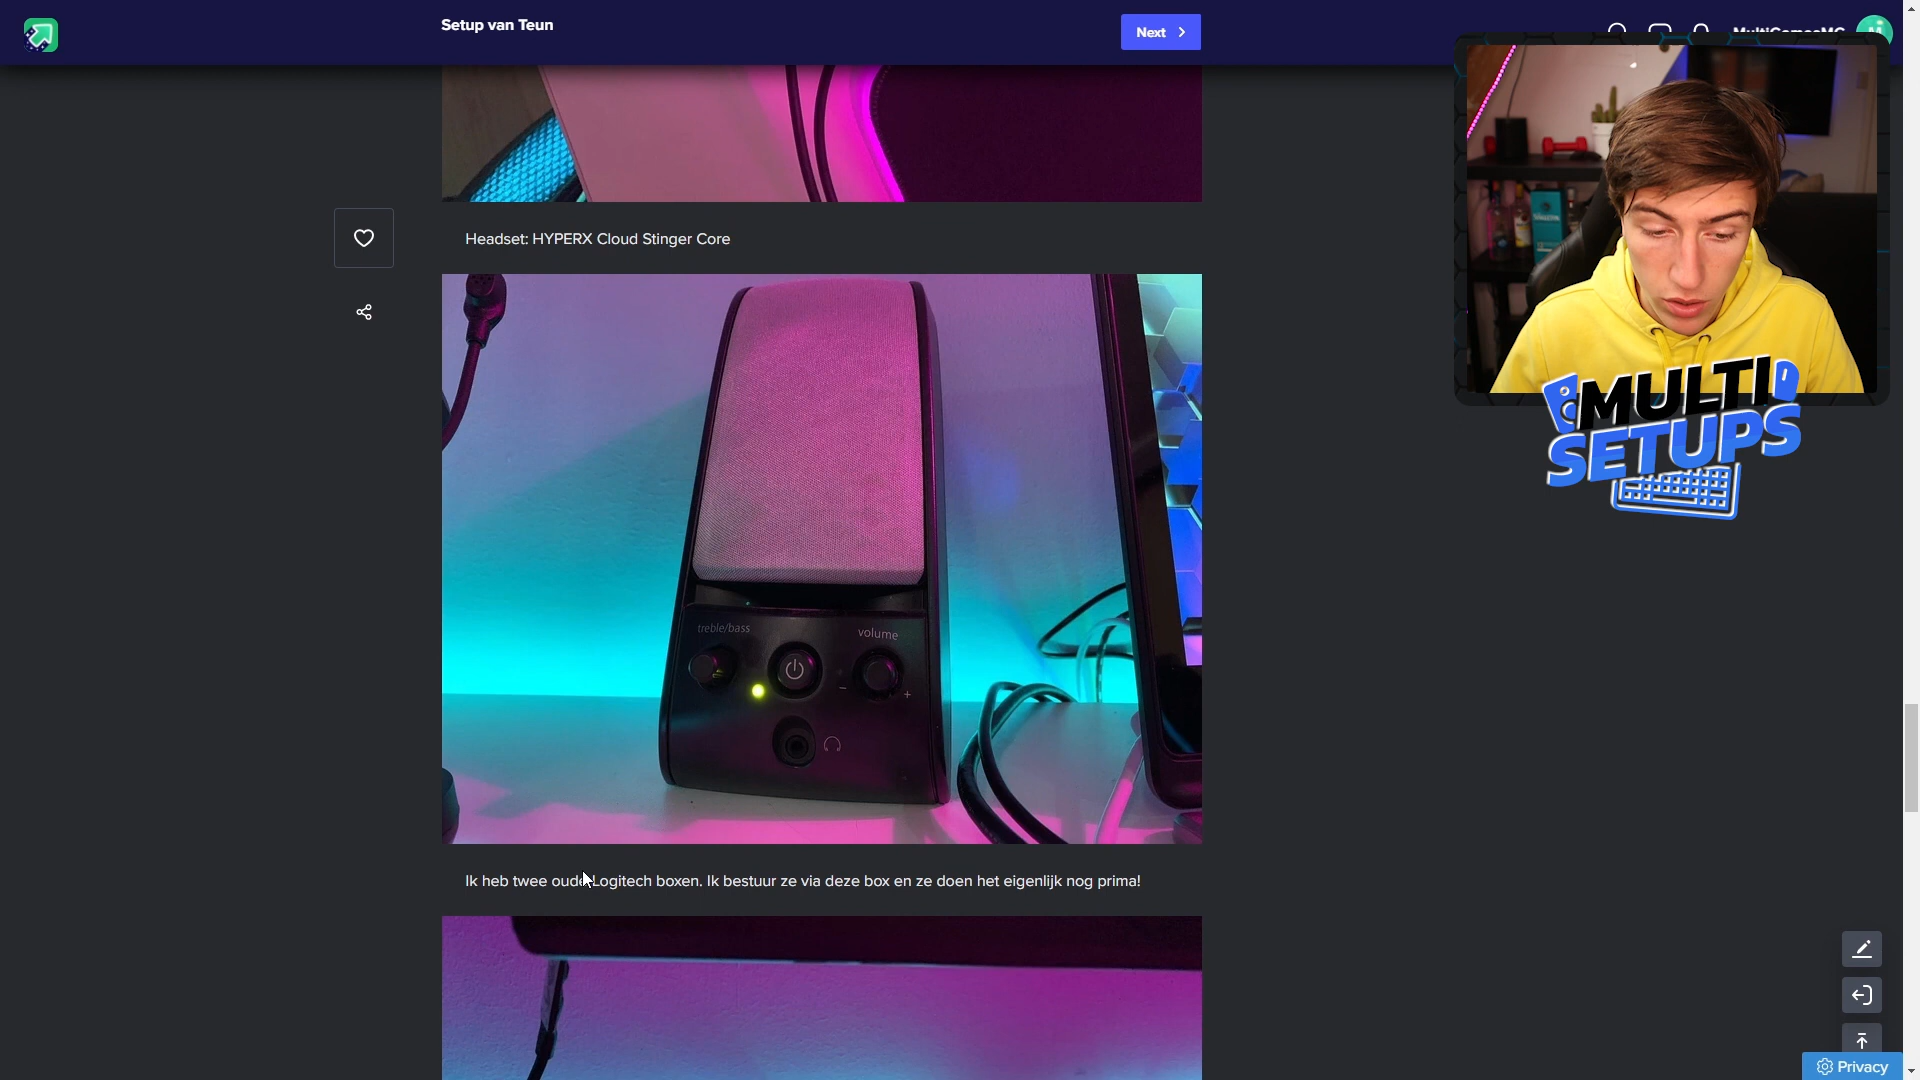 Setup van Teun
Next
MultiGamesMG
Headset: HYPERX Cloud Stinger Core
treble/bass
volume
- +
MULTI
SETUPS
Ik heb twee oude Logitech boxen. Ik bestuur ze via deze box en ze doen het eigenlijk nog prima!
Privacy